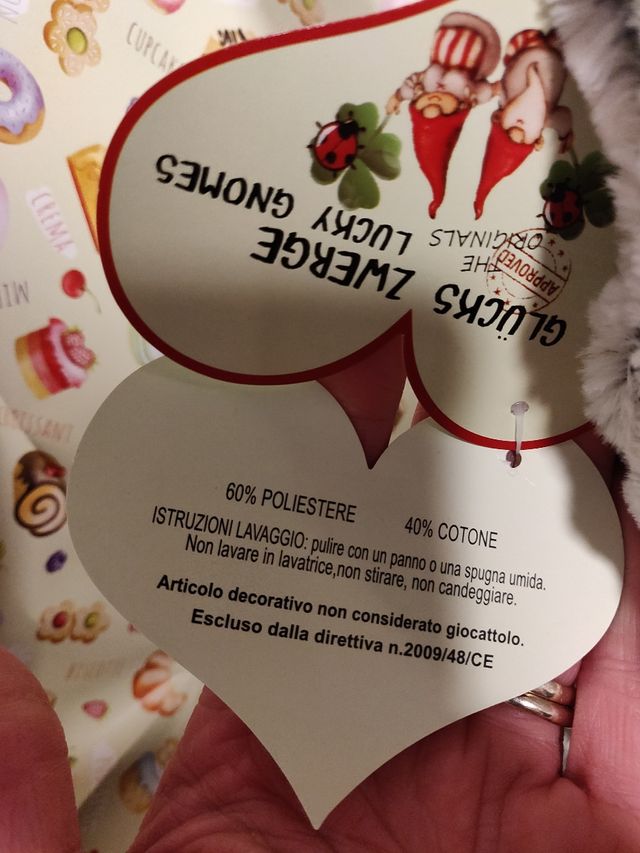 CUPCAKE
CREMA
GLÜCKS ZWERGE
THE
ORIGINALS
LUCKY GNOMES
APPROVED
60% POLIESTERE 40% COTONE
ISTRUZIONI LAVAGGIO: pulire con un panno o una spugna umida.
Non lavare in lavatrice,non stirare, non candeggiare.
Articolo decorativo non considerato giocattolo.
Escluso dalla direttiva n.2009/48/CE